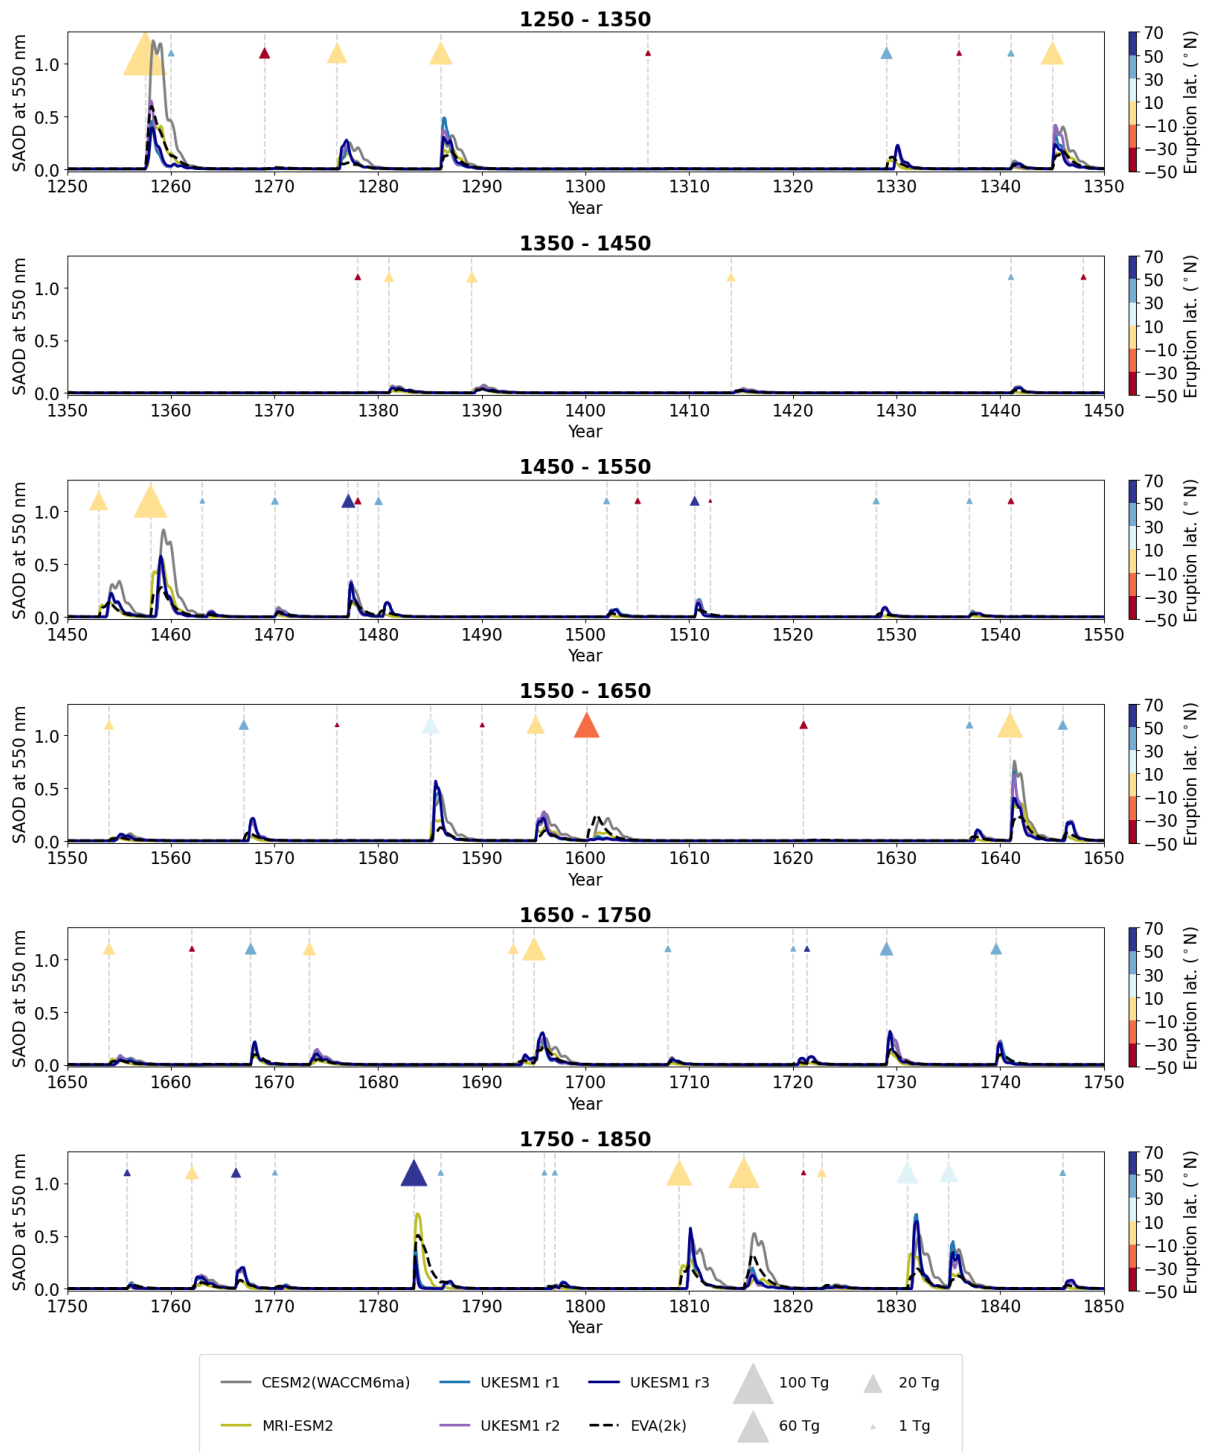 1250 - 1350
SAOD at 550 nm
1.0
0.5
0.0
1250 1260 1270 1280 1290 1300 1310 1320 1330 1340 1350
Year
70
50
30
10
−10
−30
−50
Eruption lat. (°N)
1350 - 1450
SAOD at 550 nm
1.0
0.5
0.0
1350 1360 1370 1380 1390 1400 1410 1420 1430 1440 1450
Year
70
50
30
10
−10
−30
−50
Eruption lat. (°N)
1450 - 1550
SAOD at 550 nm
1.0
0.5
0.0
1450 1460 1470 1480 1490 1500 1510 1520 1530 1540 1550
Year
70
50
30
10
−10
−30
−50
Eruption lat. (°N)
1550 - 1650
SAOD at 550 nm
1.0
0.5
0.0
1550 1560 1570 1580 1590 1600 1610 1620 1630 1640 1650
Year
70
50
30
10
−10
−30
−50
Eruption lat. (°N)
1650 - 1750
SAOD at 550 nm
1.0
0.5
0.0
1650 1660 1670 1680 1690 1700 1710 1720 1730 1740 1750
Year
70
50
30
10
−10
−30
−50
Eruption lat. (°N)
1750 - 1850
SAOD at 550 nm
1.0
0.5
0.0
1750 1760 1770 1780 1790 1800 1810 1820 1830 1840 1850
Year
70
50
30
10
−10
−30
−50
Eruption lat. (°N)
CESM2(WACCM6ma) UKESM1 r1 UKESM1 r3 100 Tg 20 Tg
MRI-ESM2 UKESM1 r2 EVA(2k) 60 Tg 1 Tg